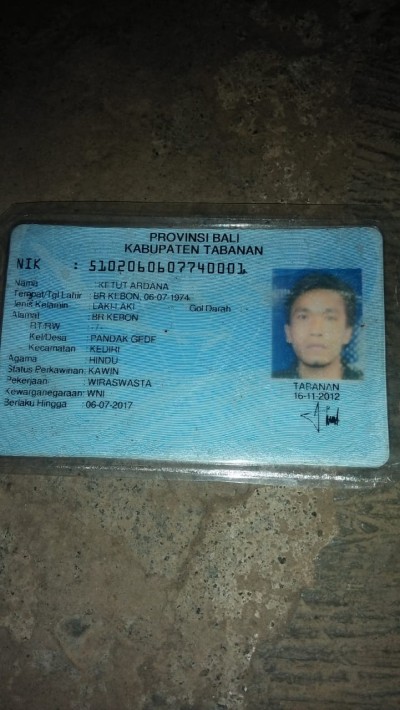 PROVINSI BALI
KABUPATEN TABANAN
NIK : 5102060607740001
Nama : KETUT ARDANA
Tempat/Tgl Lahir : BR KEBON, 06-07-1974
Jenis Kelamin : LAKI-LAKI Gol Darah
Alamat : BR KEBON
RT/RW : -/-
Kel/Desa : PANDAK GEDE
Kecamatan : KEDIRI
Agama : HINDU
Status Perkawinan: KAWIN
Pekerjaan : WIRASWASTA
Kewarganegaraan: WNI
Berlaku Hingga : 06-07-2017
TABANAN
16-11-2012